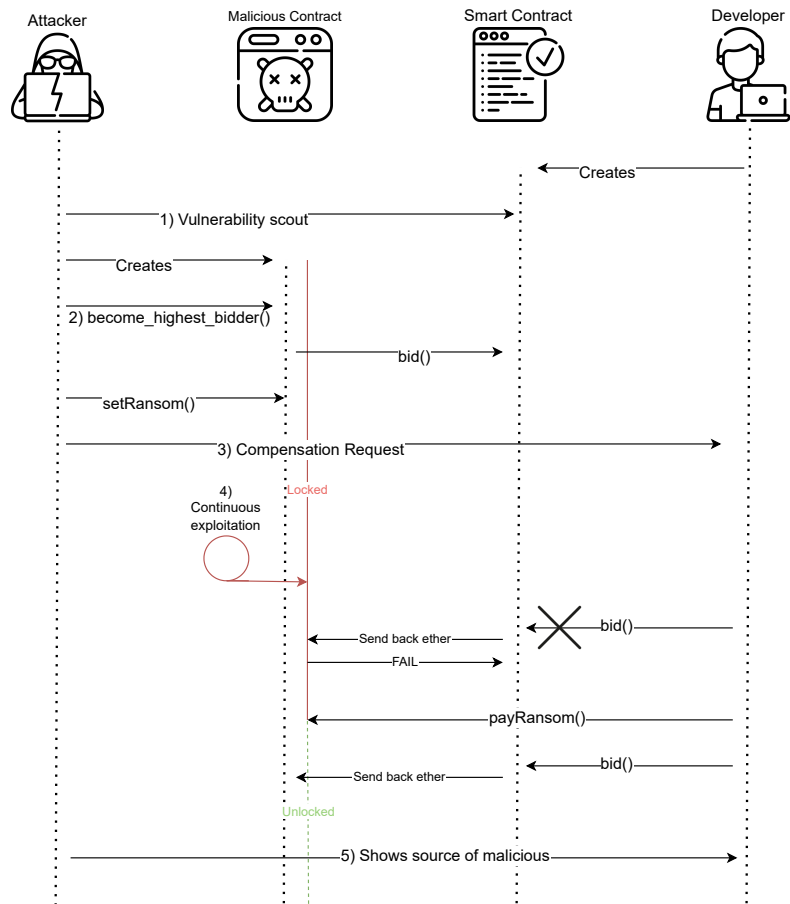 Attacker
Malicious Contract
Smart Contract
Developer
Creates
1) Vulnerability scout
Creates
2) become_highest_bidder()
bid()
setRansom()
3) Compensation Request
Locked
4)
Continuous
exploitation
bid()
Send back ether
FAIL
payRansom()
bid()
Send back ether
Unlocked
5) Shows source of malicious